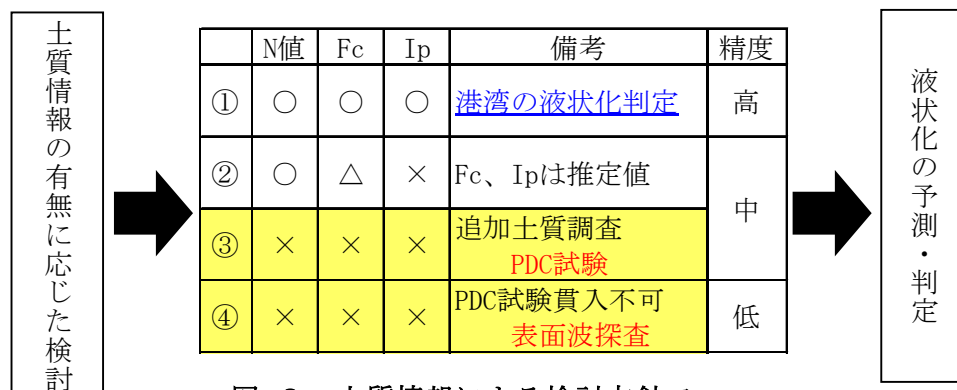 土質情報の有無に応じた検討
N値 Fc Ip 備考 精度
① ○ ○ ○ 港湾の液状化判定 高
② ○ △ × Fc、Ipは推定値 中
③ × × × 追加土質調査
PDC試験
④ × × × PDC試験貫入不可 低
表面波探査
液状化の予測・判定